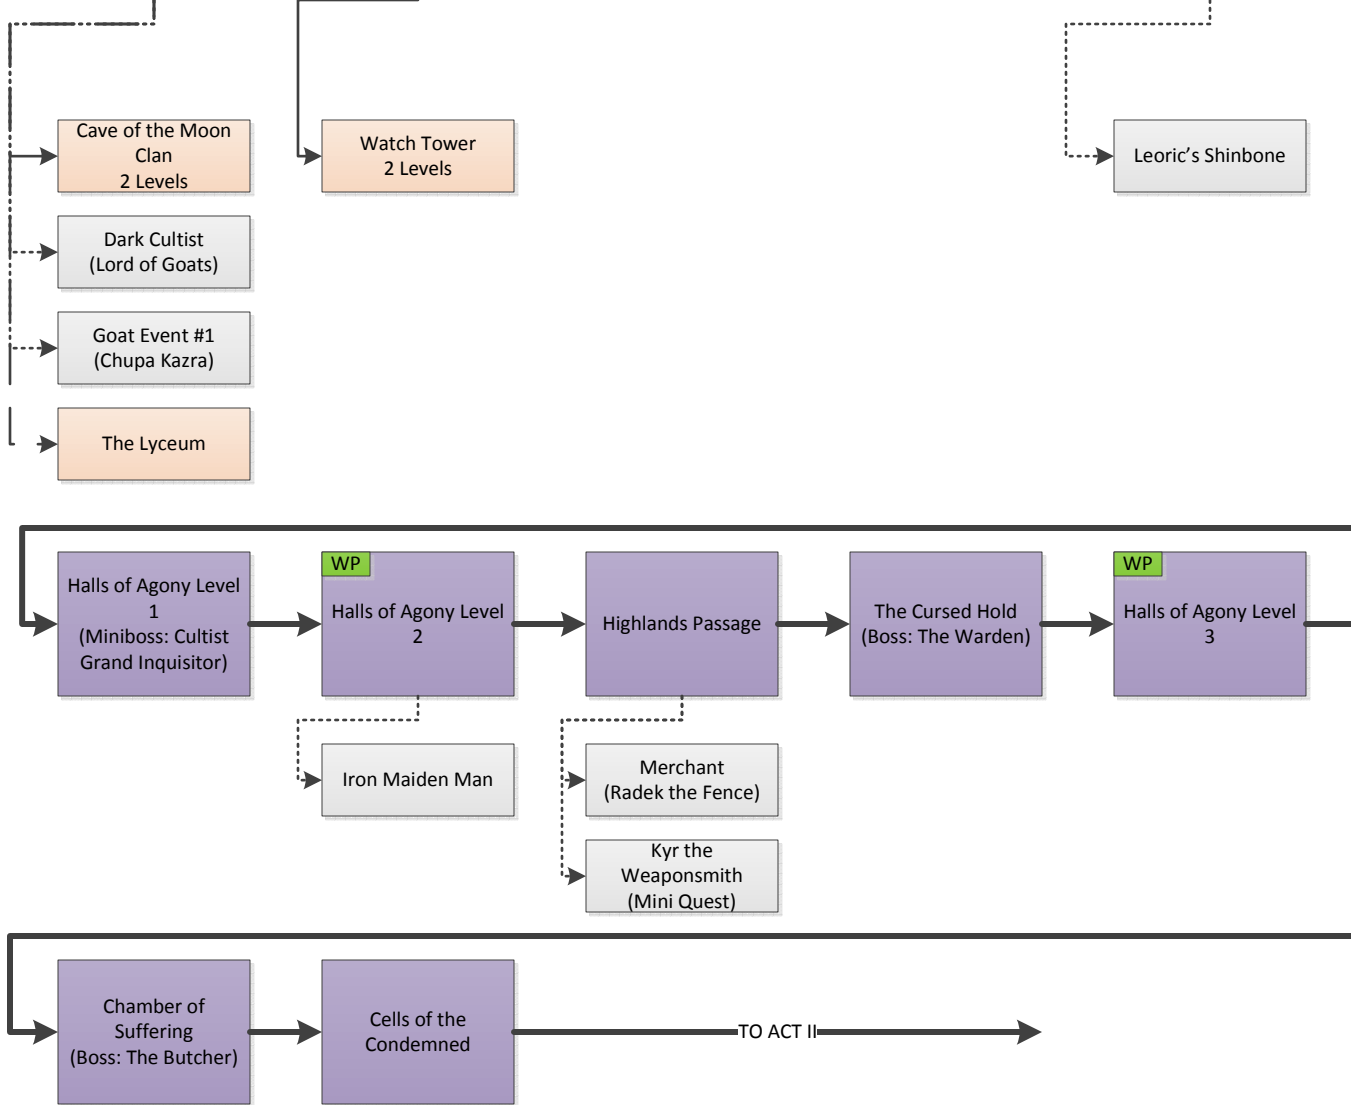 Cave of the Moon
Clan
2 Levels
Watch Tower
2 Levels
Leoric's Shinbone
Dark Cultist
(Lord of Goats)
Goat Event #1
(Chupa Kazra)
The Lyceum
Halls of Agony Level
1
(Miniboss: Cultist
Grand Inquisitor)
WP
Halls of Agony Level
2
Highlands Passage
The Cursed Hold
(Boss: The Warden)
WP
Halls of Agony Level
3
Iron Maiden Man
Merchant
(Radek the Fence)
Kyr the
Weaponsmith
(Mini Quest)
Chamber of
Suffering
(Boss: The Butcher)
Cells of the
Condemned
TO ACT II